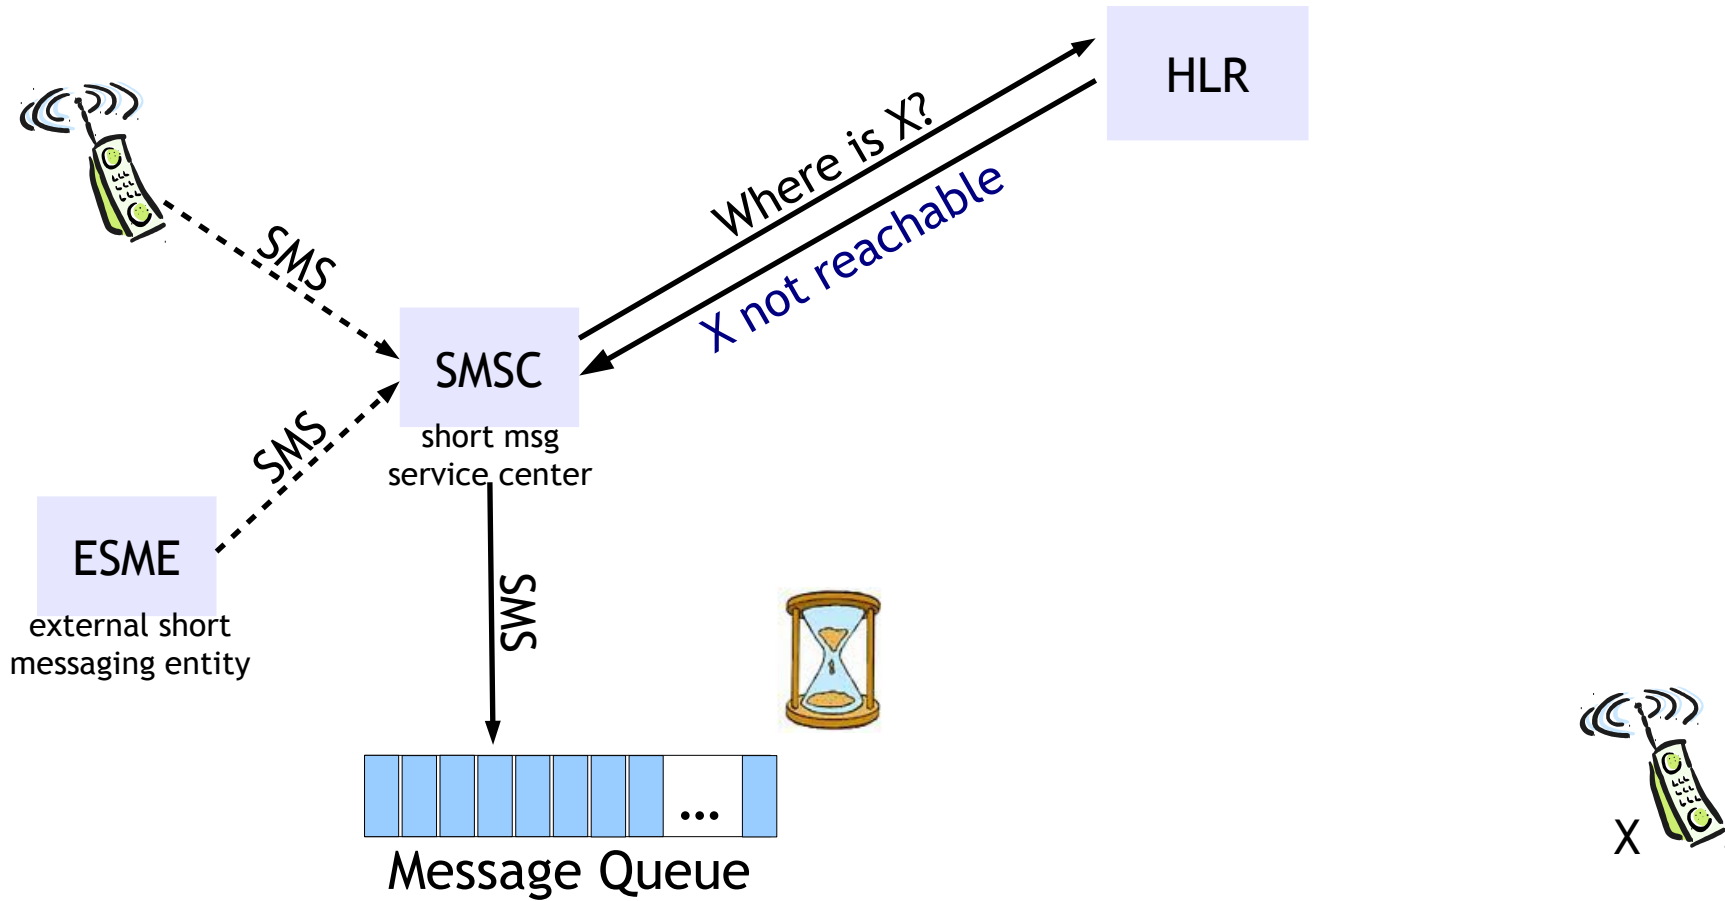 HLR
Where is X?
X not reachable
SMS
SMSC
short msg
service center
SMS
ESME
external short
messaging entity
SMS
...
X
Message Queue